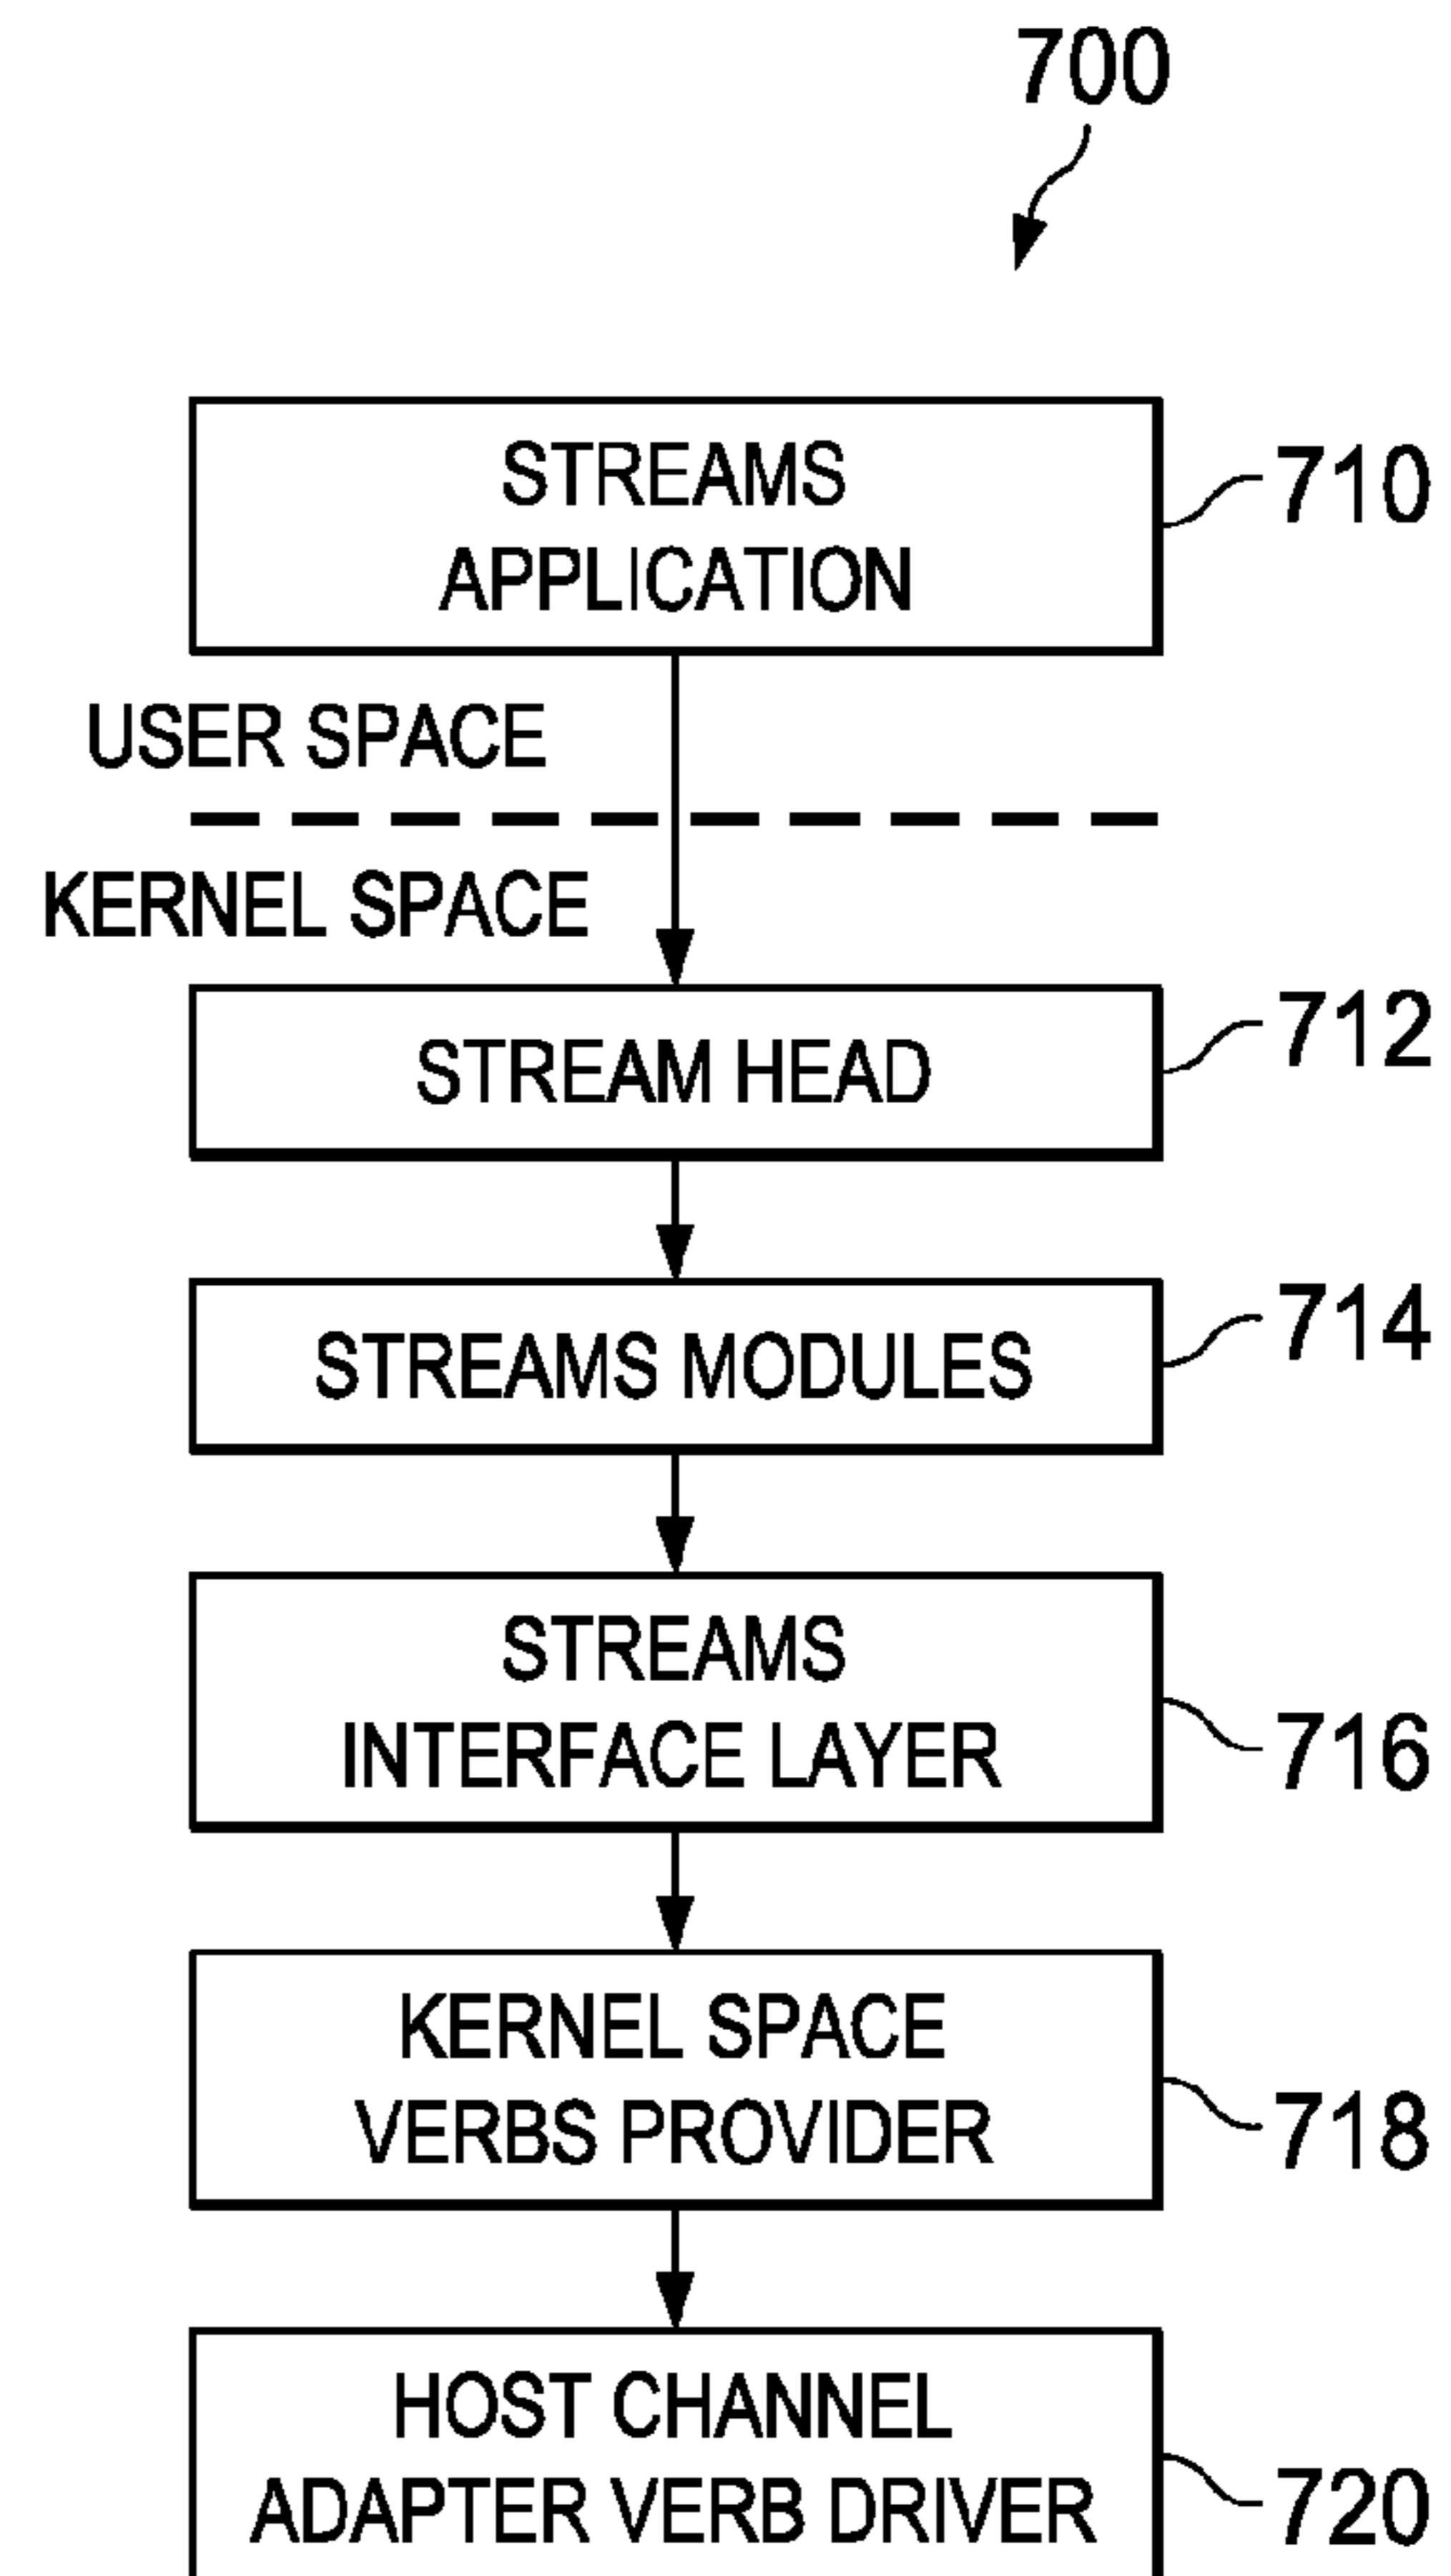 700
STREAMS
APPLICATION
710
USER SPACE
KERNEL SPACE
STREAM HEAD
712
STREAMS MODULES
714
STREAMS
INTERFACE LAYER
716
KERNEL SPACE
VERBS PROVIDER
718
HOST CHANNEL
ADAPTER VERB DRIVER
720